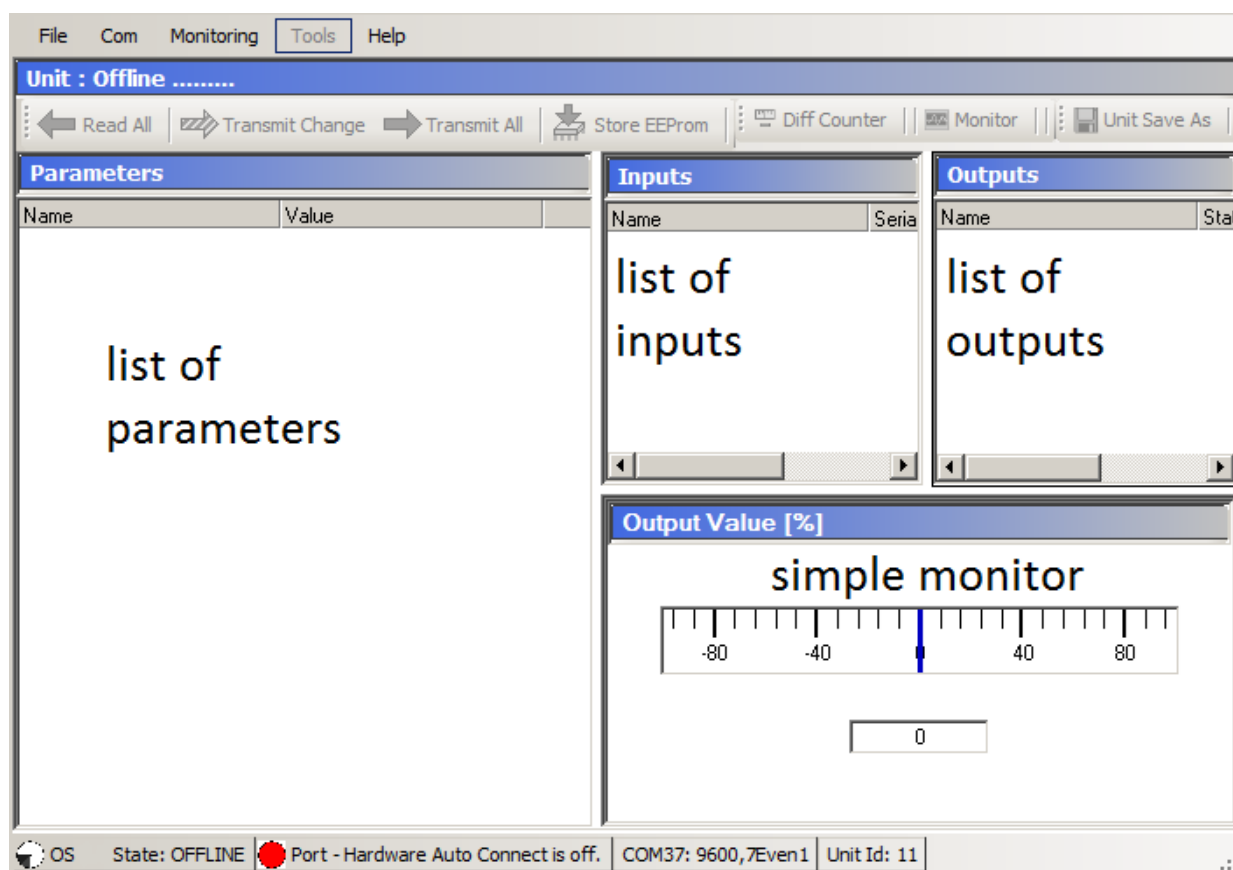 File Com Monitoring Tools Help
Unit : Offline .........
Read All Transmit Change Transmit All Store EEProm Diff Counter Monitor Unit Save As
Parameters
Name Value
list of
parameters
Inputs
Name Seria
list of
inputs
Outputs
Name Sta
list of
outputs
Output Value [%]
simple monitor
-80 -40 0 40 80
0
OS State: OFFLINE Port - Hardware Auto Connect is off. COM37: 9600,7Even1 Unit Id: 11